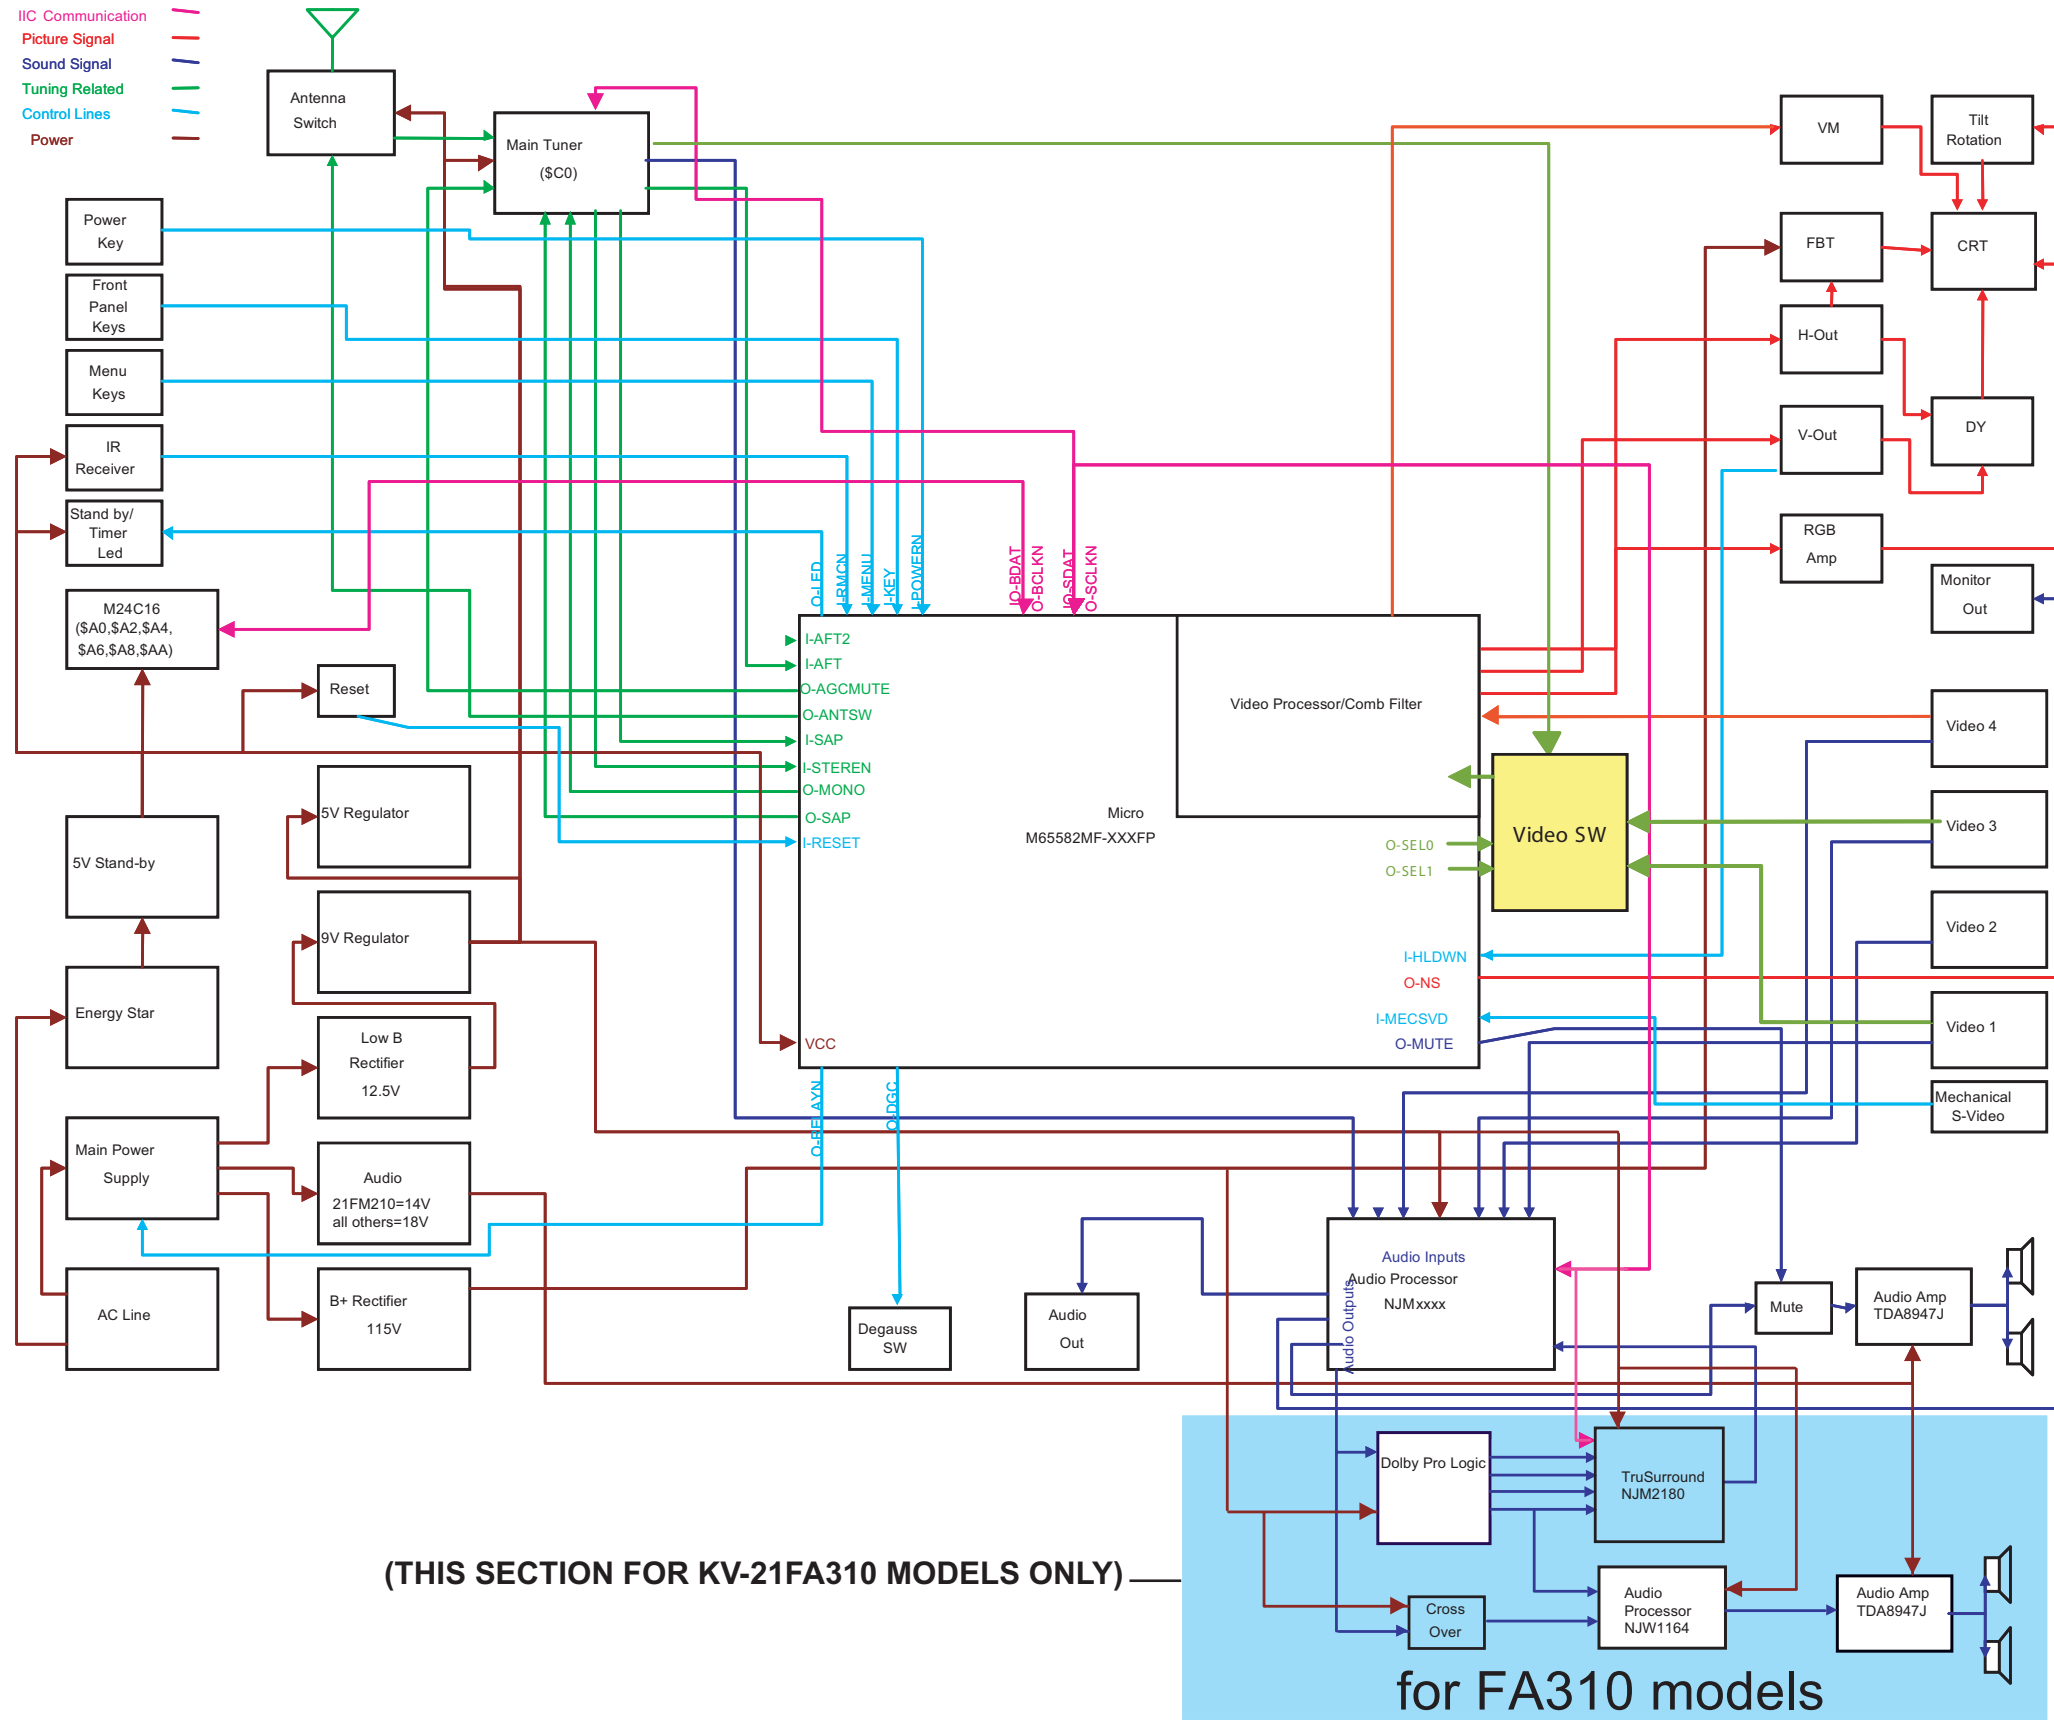 IIC Communication
Picture Signal
Sound Signal
Tuning Related
Control Lines
Power
Antenna
Switch
Main Tuner
($C0)
VM
Tilt
Rotation
Power
Key
FBT
CRT
Front
Panel
Keys
H-Out
Menu
Keys
DY
V-Out
IR
Receiver
Stand by/
Timer
Led
RGB
Amp
Monitor
Out
O-LED
I-RMCN
I-MENU
I-KEY
I-POWERN
IO-BDAT
O-BCLKN
IO-SDAT
O-SCLKN
M24C16
($A0,$A2,$A4,
$A6,$A8,$AA)
Reset
I-AFT2
I-AFT
O-AGCMUTE
O-ANTSW
I-SAP
I-STEREN
O-MONO
O-SAP
I-RESET
Video Processor/Comb Filter
Video 4
5V Regulator
Micro
M65582MF-XXXFP
Video SW
Video 3
O-SEL0
O-SEL1
5V Stand-by
9V Regulator
Video 2
I-HLDWN
O-NS
Energy Star
Low B
Rectifier
12.5V
I-MECSVD
O-MUTE
VCC
Video 1
O-RELAYN
O-DGC
Mechanical
S-Video
Main Power
Supply
Audio
21FM210=14V
all others=18V
Audio Inputs
Audio Processor
NJMxxxx
Audio Outputs
AC Line
B+ Rectifier
115V
Degauss
SW
Audio
Out
Mute
Audio Amp
TDA8947J
Dolby Pro Logic
TruSurround
NJM2180
(THIS SECTION FOR KV-21FA310 MODELS ONLY)
Cross
Over
Audio
Processor
NJW1164
Audio Amp
TDA8947J
for FA310 models